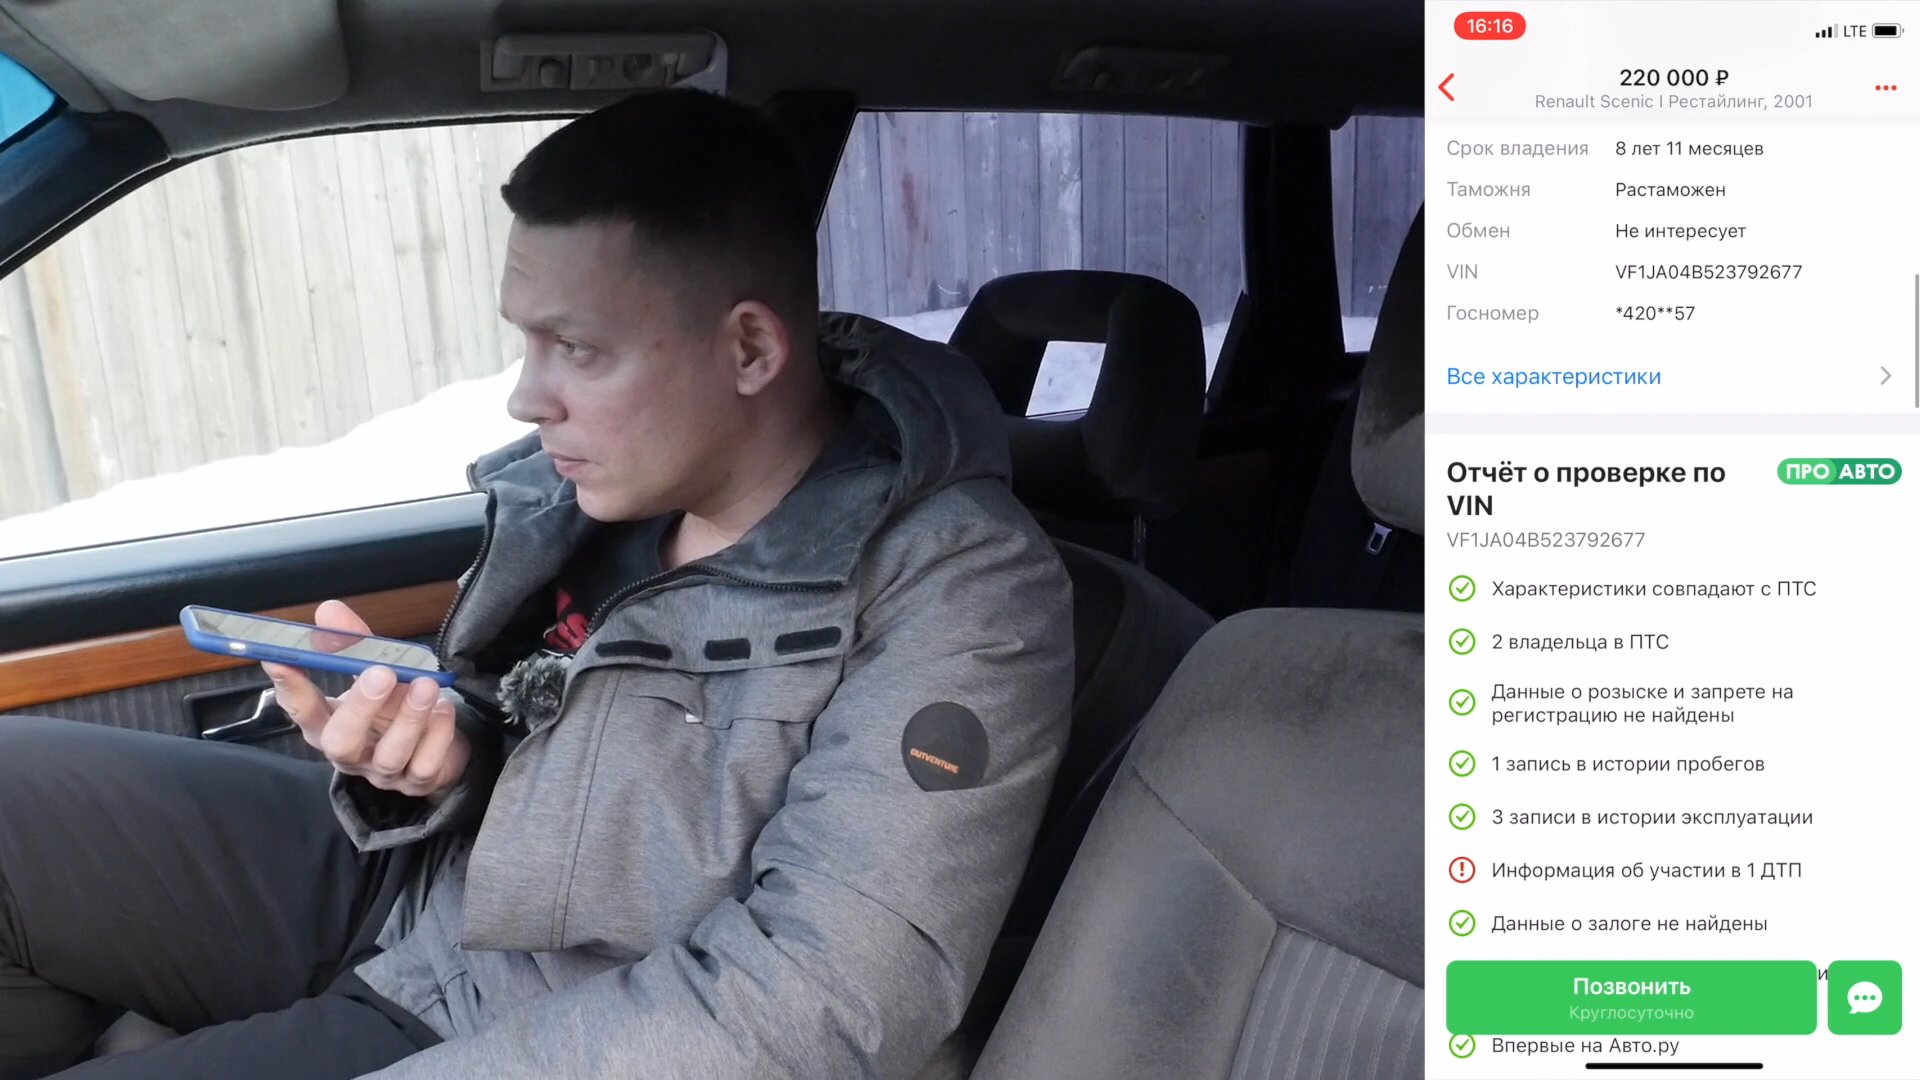 16:16
LTE
220 000 ₽
Renault Scenic I Рестайлинг, 2001
Срок владения 8 лет 11 месяцев
Таможня Растаможен
Обмен Не интересует
VIN VF1JA04B523792677
Госномер *420**57
Все характеристики
Отчёт о проверке по
VIN
ПРО АВТО
VF1JA04B523792677
Характеристики совпадают с ПТС
2 владельца в ПТС
Данные о розыске и запрете на
регистрацию не найдены
1 запись в истории пробегов
3 записи в истории эксплуатации
Информация об участии в 1 ДТП
Данные о залоге не найдены
Позвонить
Круглосуточно
Впервые на Авто.ру
OUTVENTURE